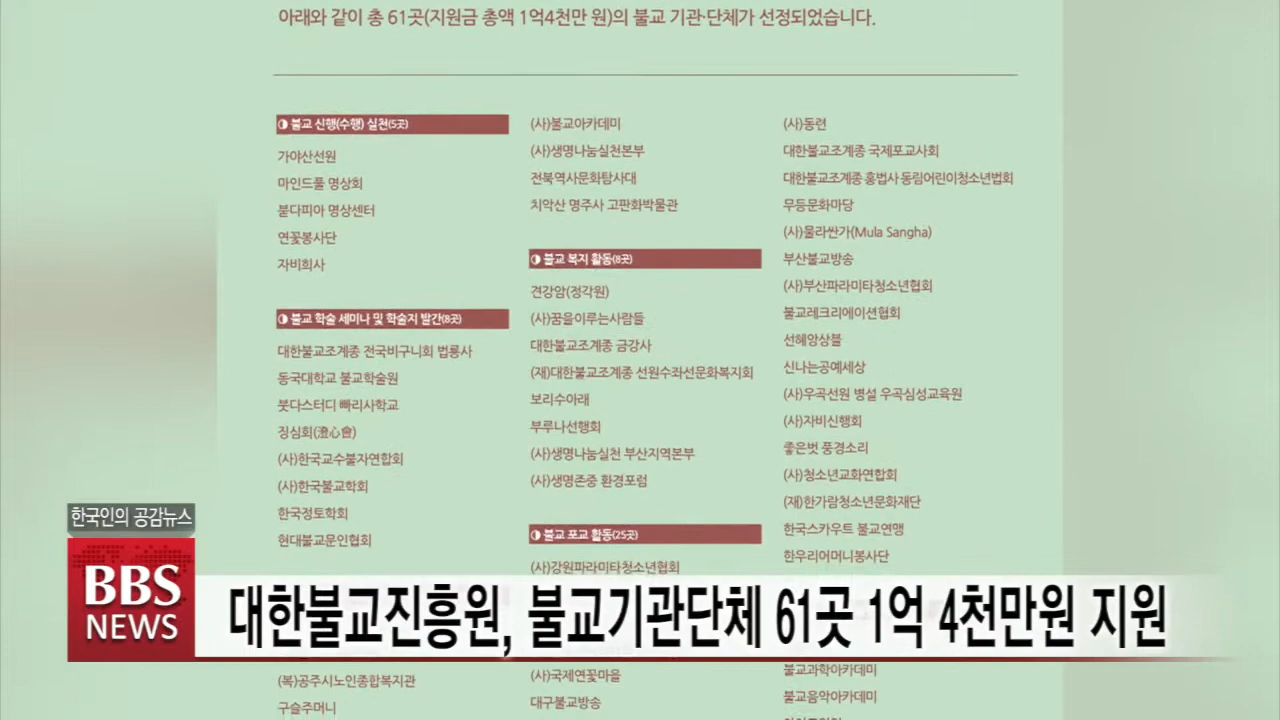 아래와 같이 총 61곳(지원금 총액 1억4천만 원)의 불교 기관·단체가 선정되었습니다.
불교 신행(수행) 실천(5곳)
가야산선원
마인드풀 명상회
붇다피아 명상센터
연꽃봉사단
자비회사
불교 학술 세미나 및 학술지 발간(8곳)
대한불교조계종 전국비구니회 법룡사
동국대학교 불교학술원
붓다스터디 빠리사학교
징심회(澄心會)
(사)한국교수불자연합회
(사)한국불교학회
한국정토학회
현대불교문인협회
(복)공주시노인종합복지관
구슬주머니
(사)불교아카데미
(사)생명나눔실천본부
전북역사문화탐사대
치악산 명주사 고판화박물관
불교 복지 활동(8곳)
견강암(정각원)
(사)꿈을이루는사람들
대한불교조계종 금강사
(재)대한불교조계종 선원수좌선문화복지회
보리수아래
부루나선행회
(사)생명나눔실천 부산지역본부
(사)생명존중 환경포럼
불교 포교 활동(25곳)
(사)강원파라미타청소년협회
(사)국제연꽃마을
대구불교방송
(사)동련
대한불교조계종 국제포교사회
대한불교조계종 홍법사 동림어린이청소년법회
무등문화마당
(사)물라싼가(Mula Sangha)
부산불교방송
(사)부산파라미타청소년협회
불교레크리에이션협회
선혜앙상블
신나는공예세상
(사)우곡선원 병설 우곡심성교육원
(사)자비신행회
좋은벗 풍경소리
(사)청소년교화연합회
(재)한가람청소년문화재단
한국스카우트 불교연맹
한우리어머니봉사단
불교과학아카데미
불교음악아카데미
한국인의 공감뉴스
BBS
NEWS
대한불교진흥원, 불교기관단체 61곳 1억 4천만원 지원